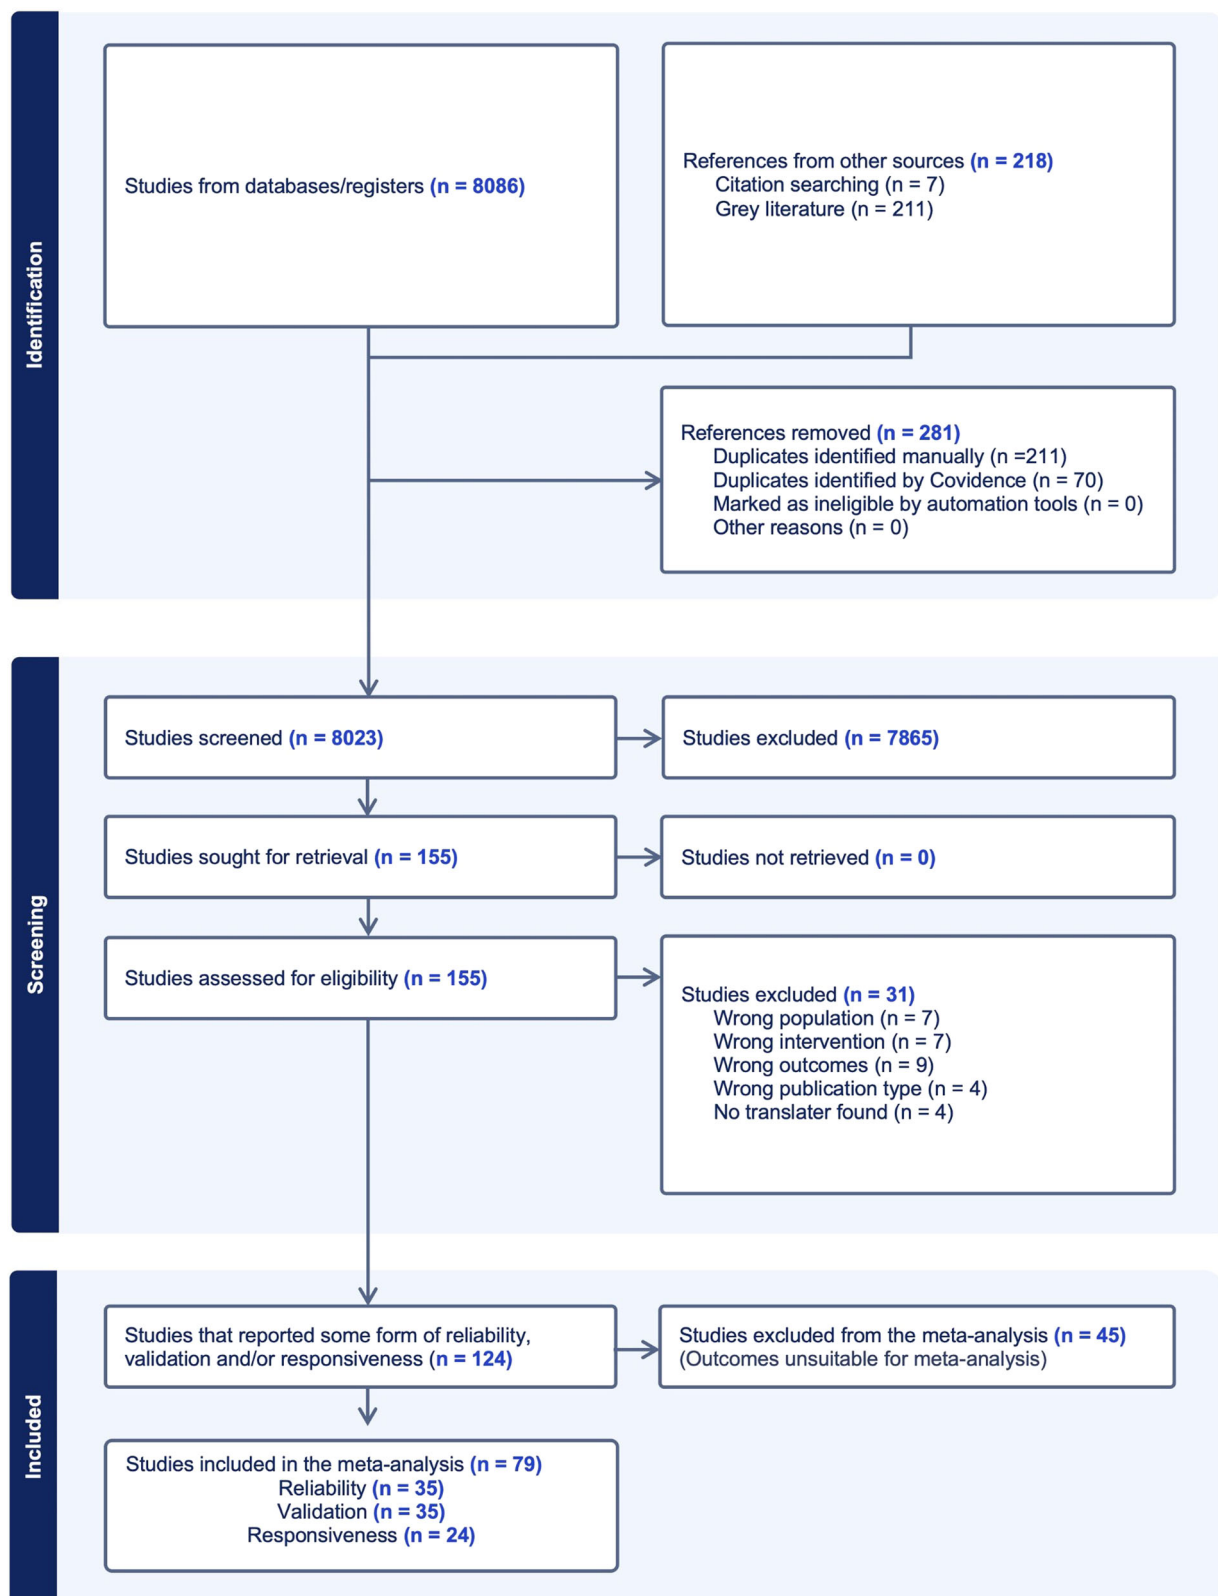 Identification
Studies from databases/registers (n = 8086)
References from other sources (n = 218)
Citation searching (n = 7)
Grey literature (n = 211)
References removed (n = 281)
Duplicates identified manually (n =211)
Duplicates identified by Covidence (n = 70)
Marked as ineligible by automation tools (n = 0)
Other reasons (n = 0)
Screening
Studies screened (n = 8023)
Studies excluded (n = 7865)
Studies sought for retrieval (n = 155)
Studies not retrieved (n = 0)
Studies assessed for eligibility (n = 155)
Studies excluded (n = 31)
Wrong population (n = 7)
Wrong intervention (n = 7)
Wrong outcomes (n = 9)
Wrong publication type (n = 4)
No translater found (n = 4)
Included
Studies that reported some form of reliability,
validation and/or responsiveness (n = 124)
Studies excluded from the meta-analysis (n = 45)
(Outcomes unsuitable for meta-analysis)
Studies included in the meta-analysis (n = 79)
Reliability (n = 35)
Validation (n = 35)
Responsiveness (n = 24)